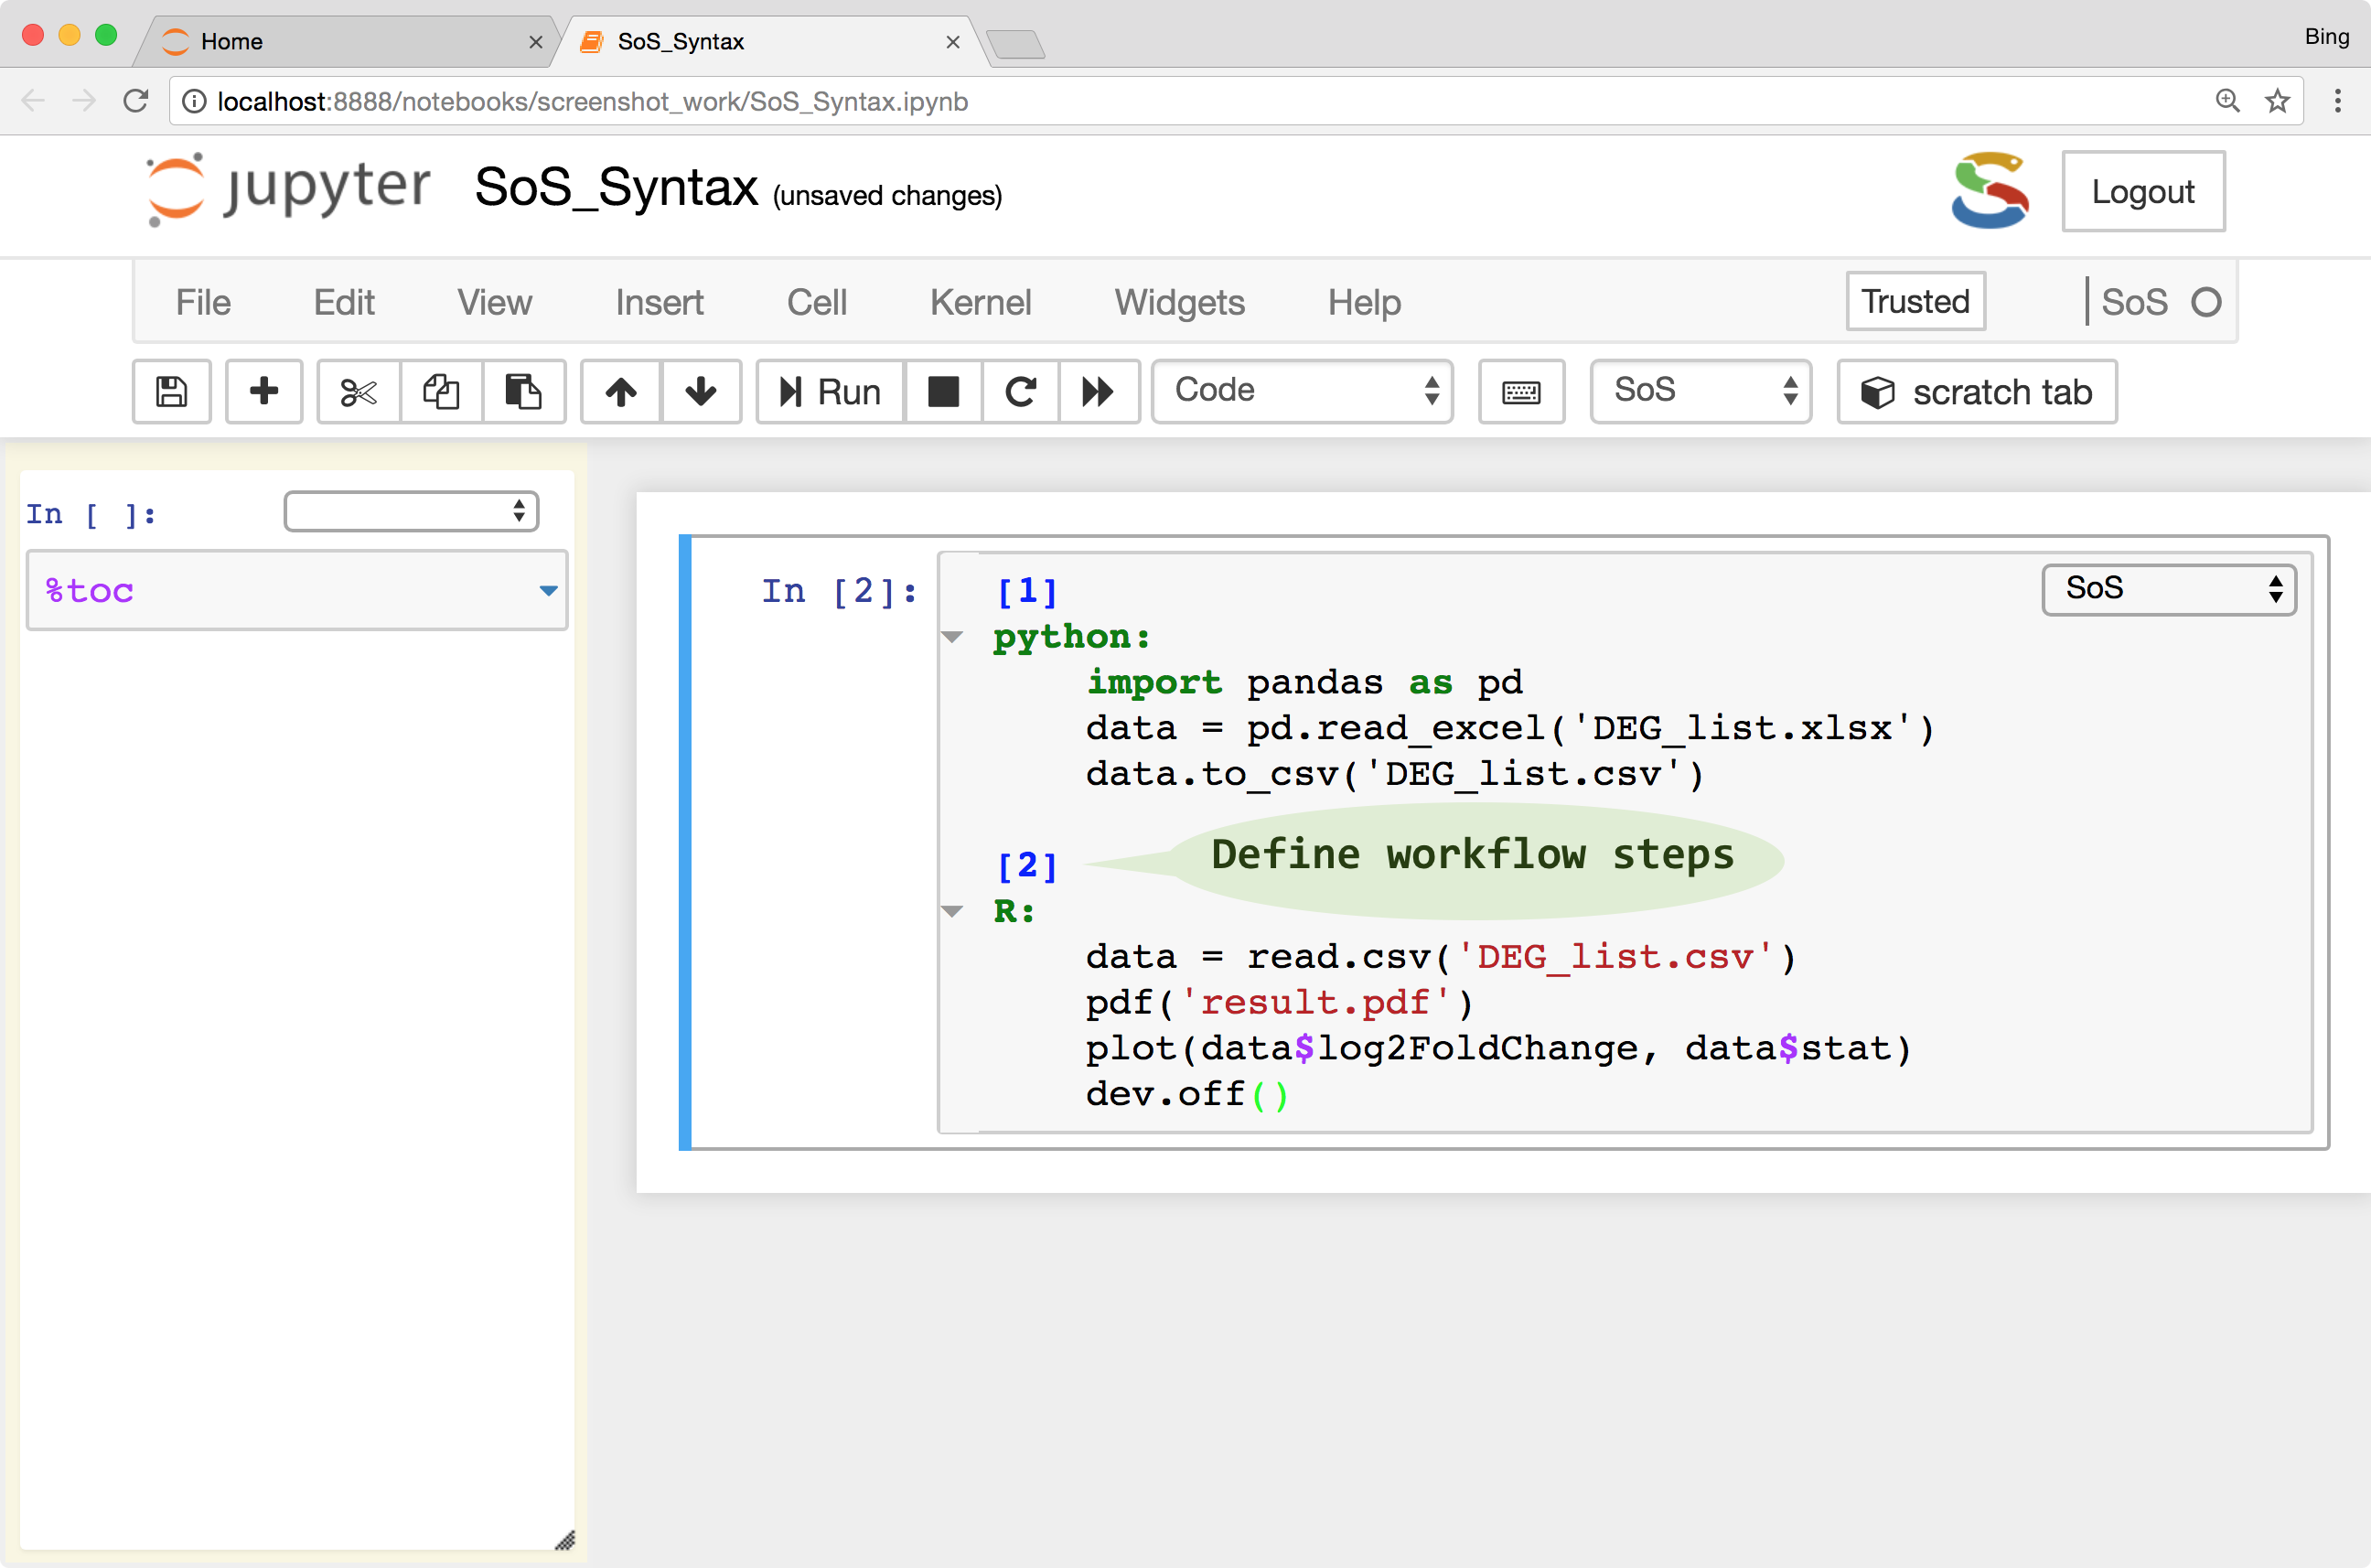 Home
SoS_Syntax
Bing
localhost:8888/notebooks/screenshot_work/SoS_Syntax.ipynb
jupyter SoS_Syntax (unsaved changes)
Logout
File Edit View Insert Cell Kernel Widgets Help Trusted SoS
Run Code SoS scratch tab
In [ ]:
%toc
In [2]:
SoS
[1]
python:
import pandas as pd
data = pd.read_excel('DEG_list.xlsx')
data.to_csv('DEG_list.csv')
Define workflow steps
[2]
R:
data = read.csv('DEG_list.csv')
pdf('result.pdf')
plot(data$log2FoldChange, data$stat)
dev.off()